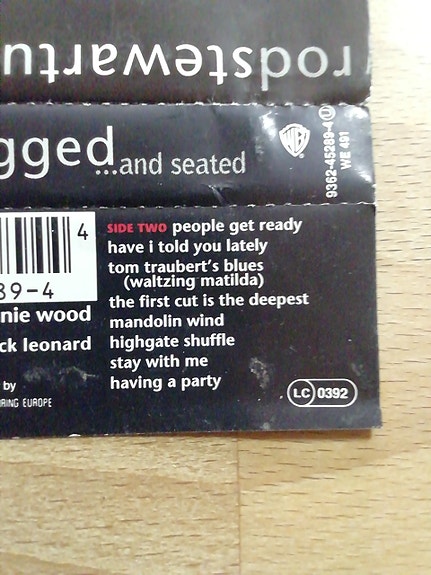 rodstewartu
gged...and seated
WB
9362-45289-4
WE 491
4
89-4
nie wood
ck leonard
by
RING EUROPE
SIDE TWO people get ready
have i told you lately
tom traubert's blues
(waltzing matilda)
the first cut is the deepest
mandolin wind
highgate shuffle
stay with me
having a party
LC 0392